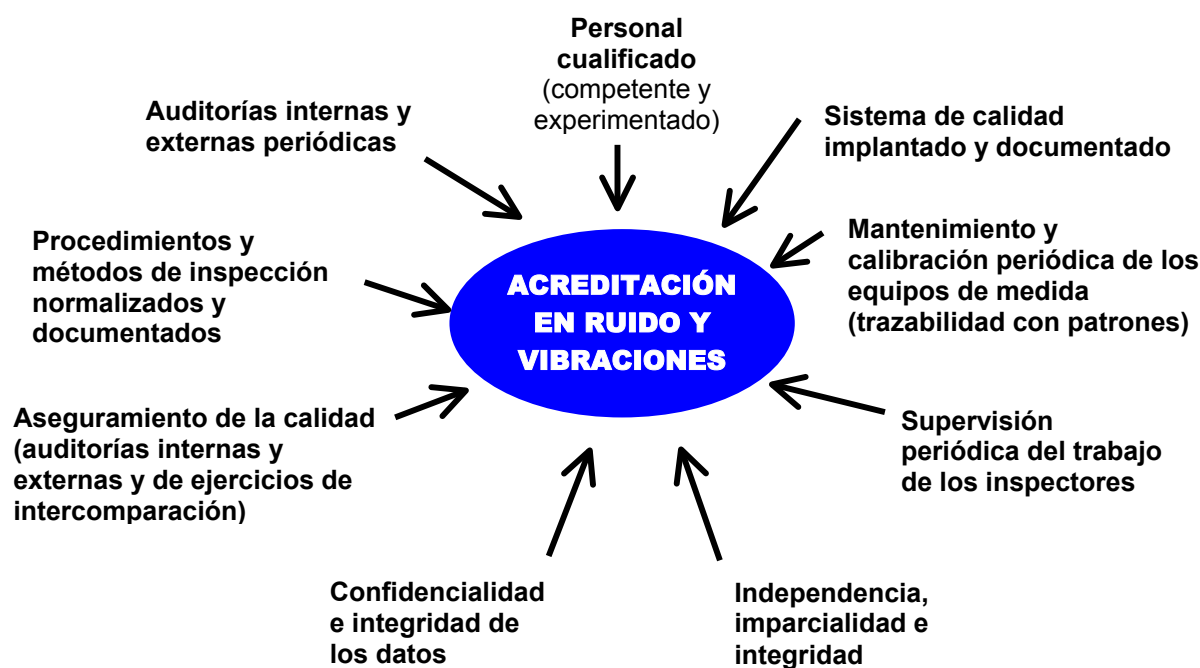 Personal
cualificado
(competente y
experimentado)
Auditorías internas y
externas periódicas
Sistema de calidad
implantado y documentado
Procedimientos y
métodos de inspección
normalizados y
documentados
Mantenimiento y
calibración periódica de los
equipos de medida
(trazabilidad con patrones)
ACREDITACIÓN
EN RUIDO Y
VIBRACIONES
Aseguramiento de la calidad
(auditorías internas y
externas y de ejercicios de
intercomparación)
Supervisión
periódica del trabajo
de los inspectores
Confidencialidad
e integridad de
los datos
Independencia,
imparcialidad e
integridad